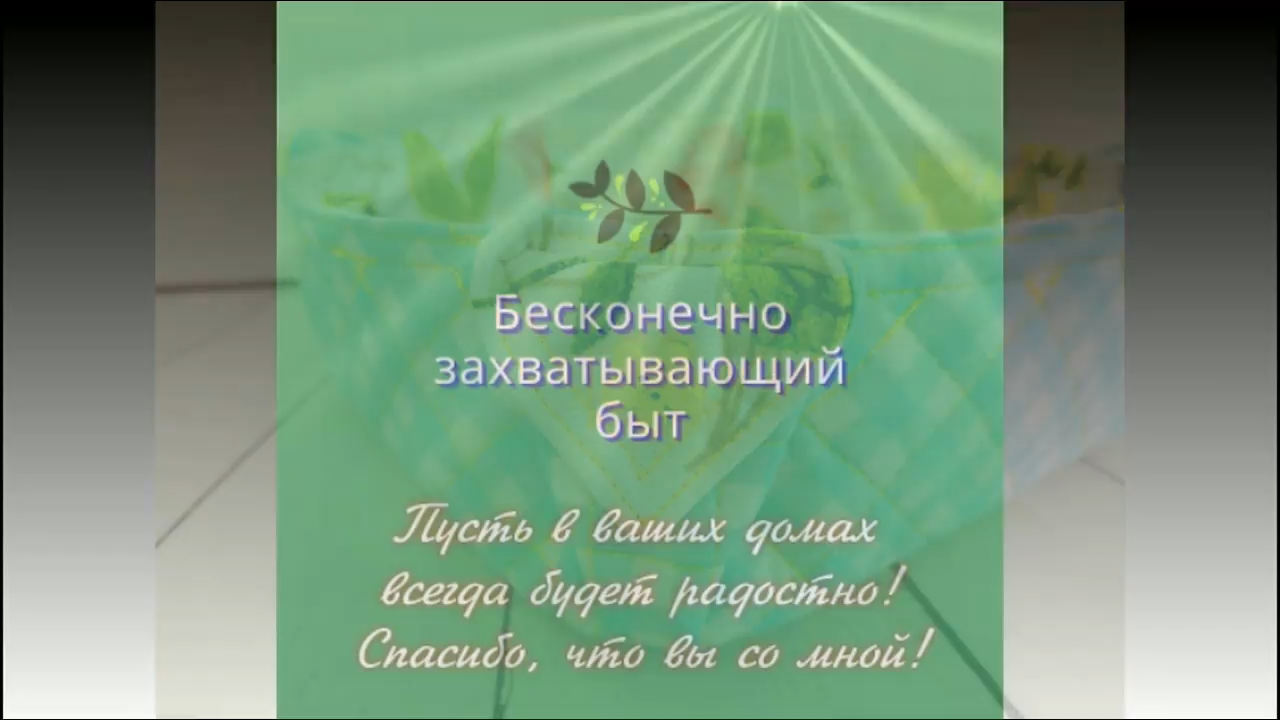 Бесконечно
захватывающий
быт
Пусть в ваших домах
всегда будет радостно!
Спасибо, что вы со мной!